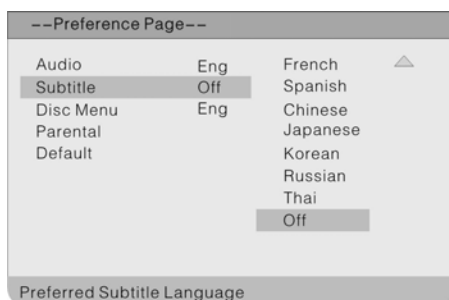 --Preference Page--
Audio Eng French
Subtitle Off Spanish
Disc Menu Eng Chinese
Parental Japanese
Default Korean
Russian
Thai
Off
Preferred Subtitle Language